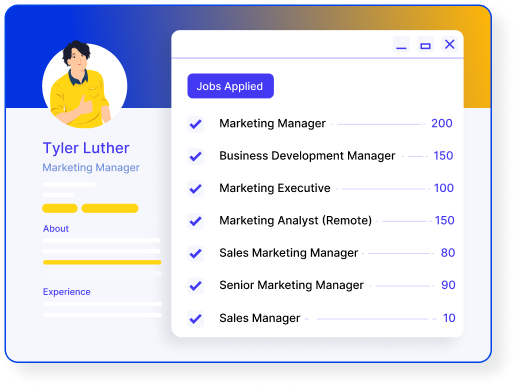 Jobs Applied
Marketing Manager 200
Business Development Manager 150
Marketing Executive 100
Marketing Analyst (Remote) 150
Sales Marketing Manager 80
Senior Marketing Manager 90
Sales Manager 10
Tyler Luther
Marketing Manager
About
Experience